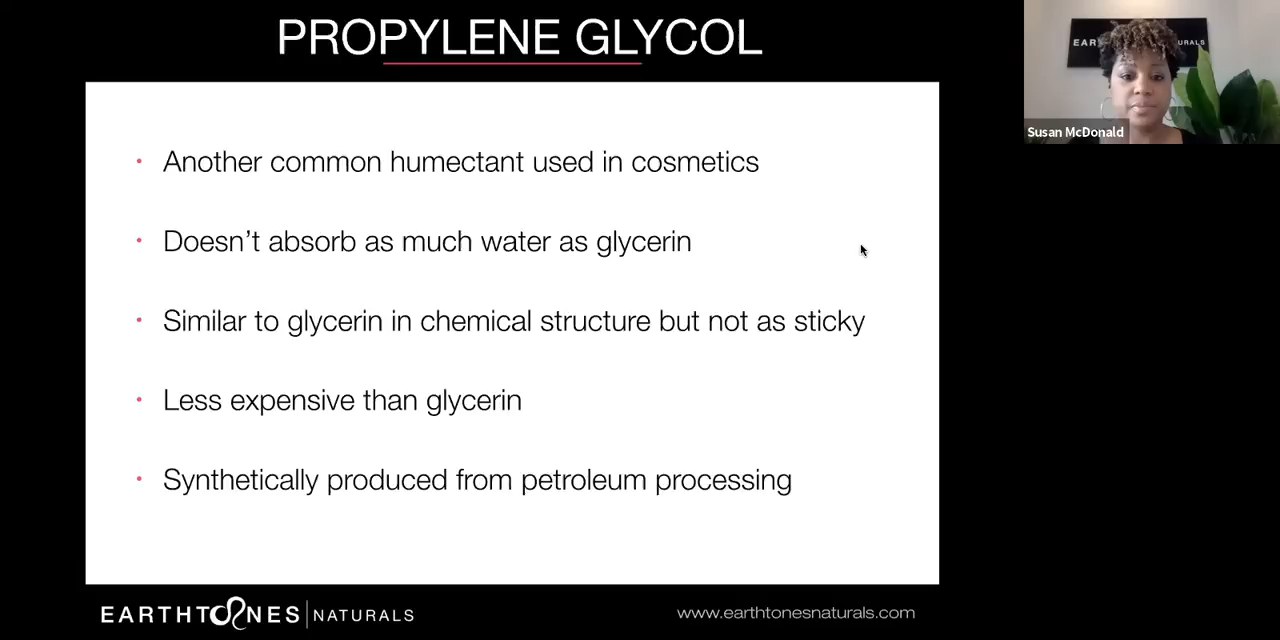 PROPYLENE GLYCOL
• Another common humectant used in cosmetics
• Doesn’t absorb as much water as glycerin
• Similar to glycerin in chemical structure but not as sticky
• Less expensive than glycerin
• Synthetically produced from petroleum processing
EARTHTONES NATURALS
www.earthtonesnaturals.com
EAR URALS
Susan McDonald